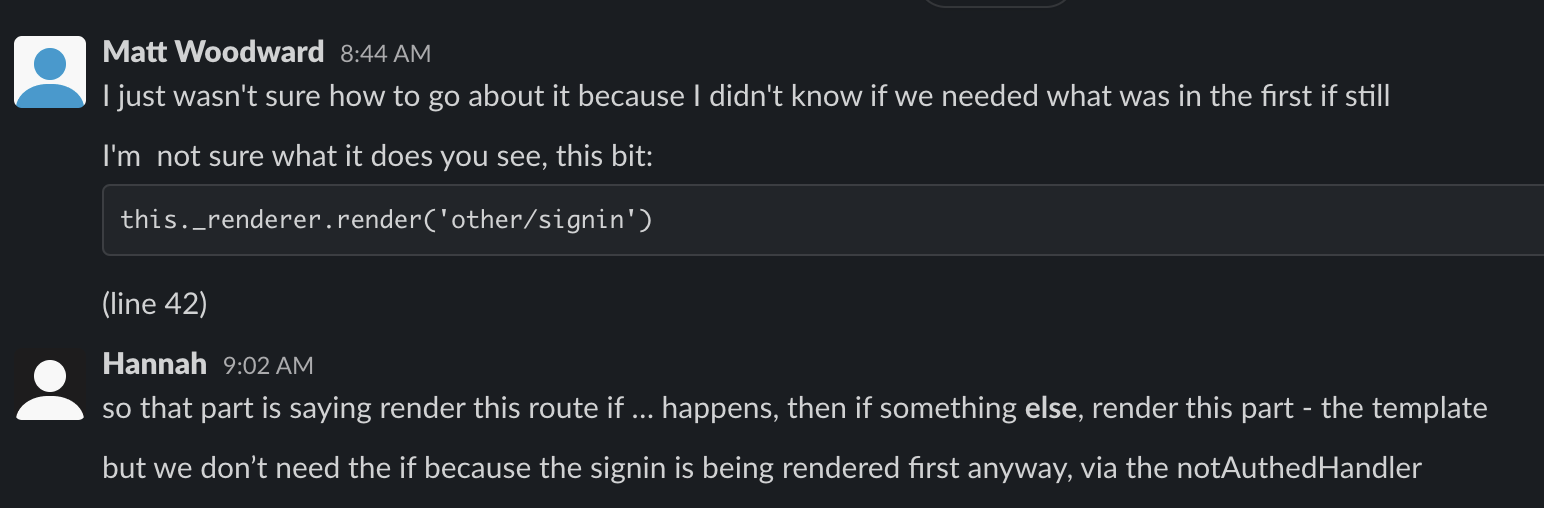 Matt Woodward 8:44 AM
I just wasn't sure how to go about it because I didn't know if we needed what was in the first if still
I'm  not sure what it does you see, this bit:
this._renderer.render('other/signin')
(line 42)
Hannah 9:02 AM
so that part is saying render this route if ... happens, then if something else, render this part - the template
but we don’t need the if because the signin is being rendered first anyway, via the notAuthedHandler